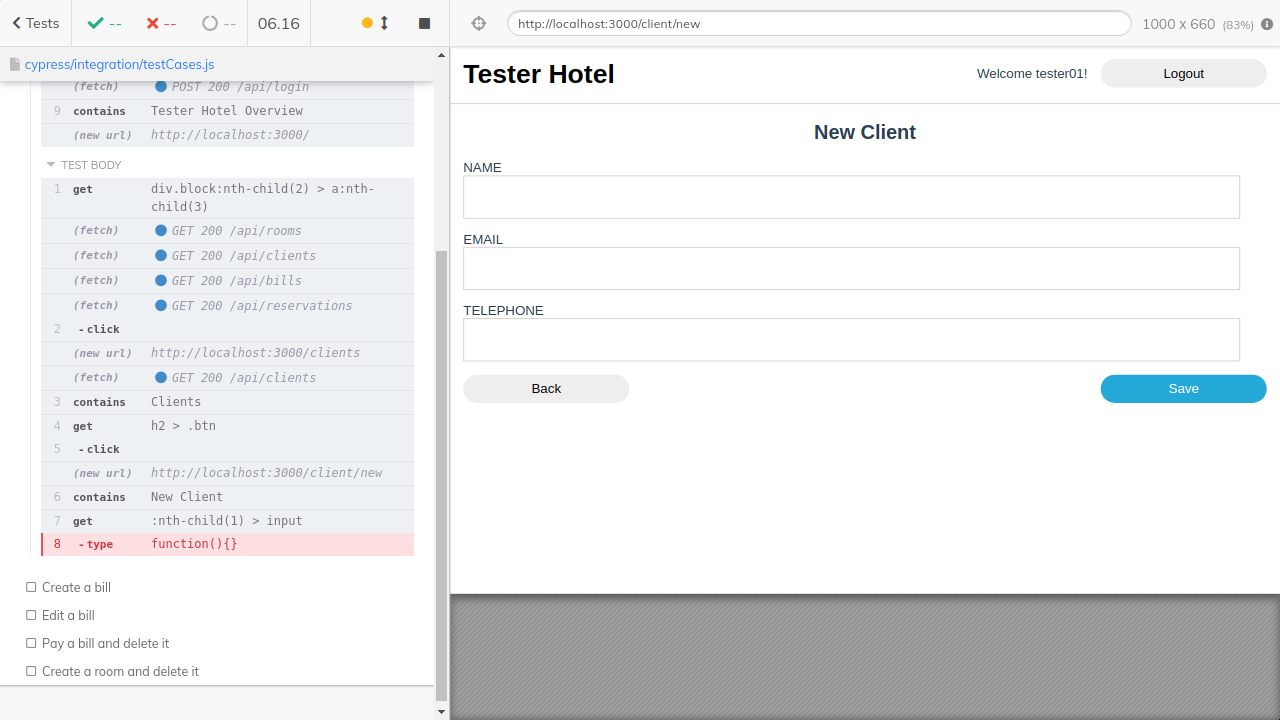 Tests
--
--
--
06.16
http://localhost:3000/client/new
1000 x 660 (83%)
cypress/integration/testCases.js
(fetch) POST 200 /api/login
9 contains Tester Hotel Overview
(new url) http://localhost:3000/
TEST BODY
1 get div.block:nth-child(2) > a:nth-
child(3)
(fetch) GET 200 /api/rooms
(fetch) GET 200 /api/clients
(fetch) GET 200 /api/bills
(fetch) GET 200 /api/reservations
2 -click
(new url) http://localhost:3000/clients
(fetch) GET 200 /api/clients
3 contains Clients
4 get h2 > .btn
5 -click
(new url) http://localhost:3000/client/new
6 contains New Client
7 get :nth-child(1) > input
8 -type function(){}
Create a bill
Edit a bill
Pay a bill and delete it
Create a room and delete it
Tester Hotel
Welcome tester01!
Logout
New Client
NAME
EMAIL
TELEPHONE
Back
Save